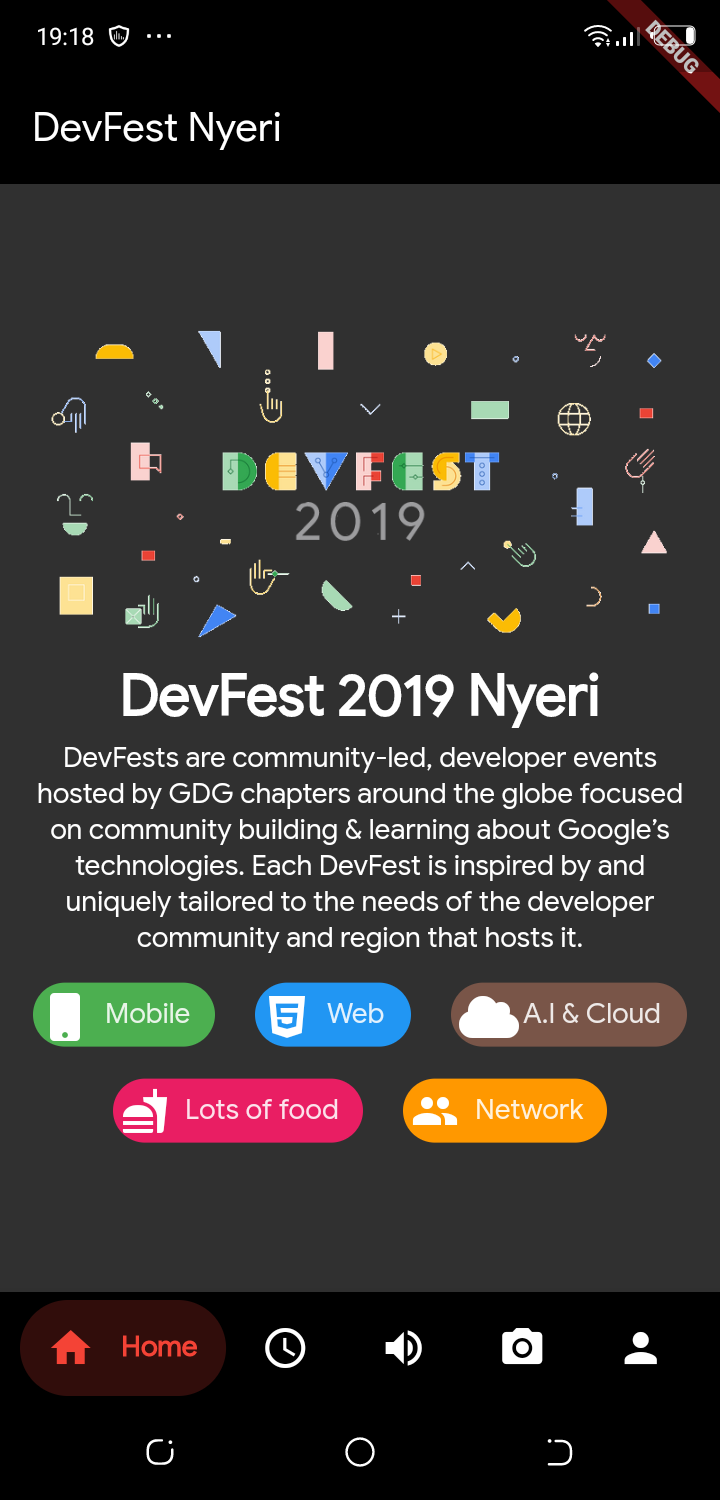 19:18
DEBUG
DevFest Nyeri
DEVFEST
2019
DevFest 2019 Nyeri
DevFests are community-led, developer events
hosted by GDG chapters around the globe focused
on community building & learning about Google’s
technologies. Each DevFest is inspired by and
uniquely tailored to the needs of the developer
community and region that hosts it.
Mobile
Web
A.I & Cloud
Lots of food
Network
Home